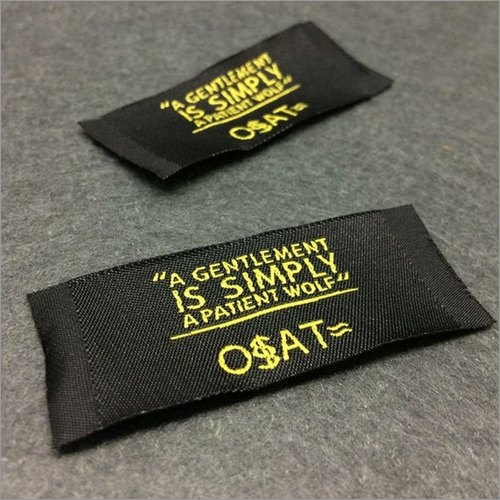 “A GENTLEMENT
IS SIMPLY
A PATIENT WOLF”
O$AT≈
“A GENTLEMENT
IS SIMPLY
A PATIENT WOLF”
O$AT≈